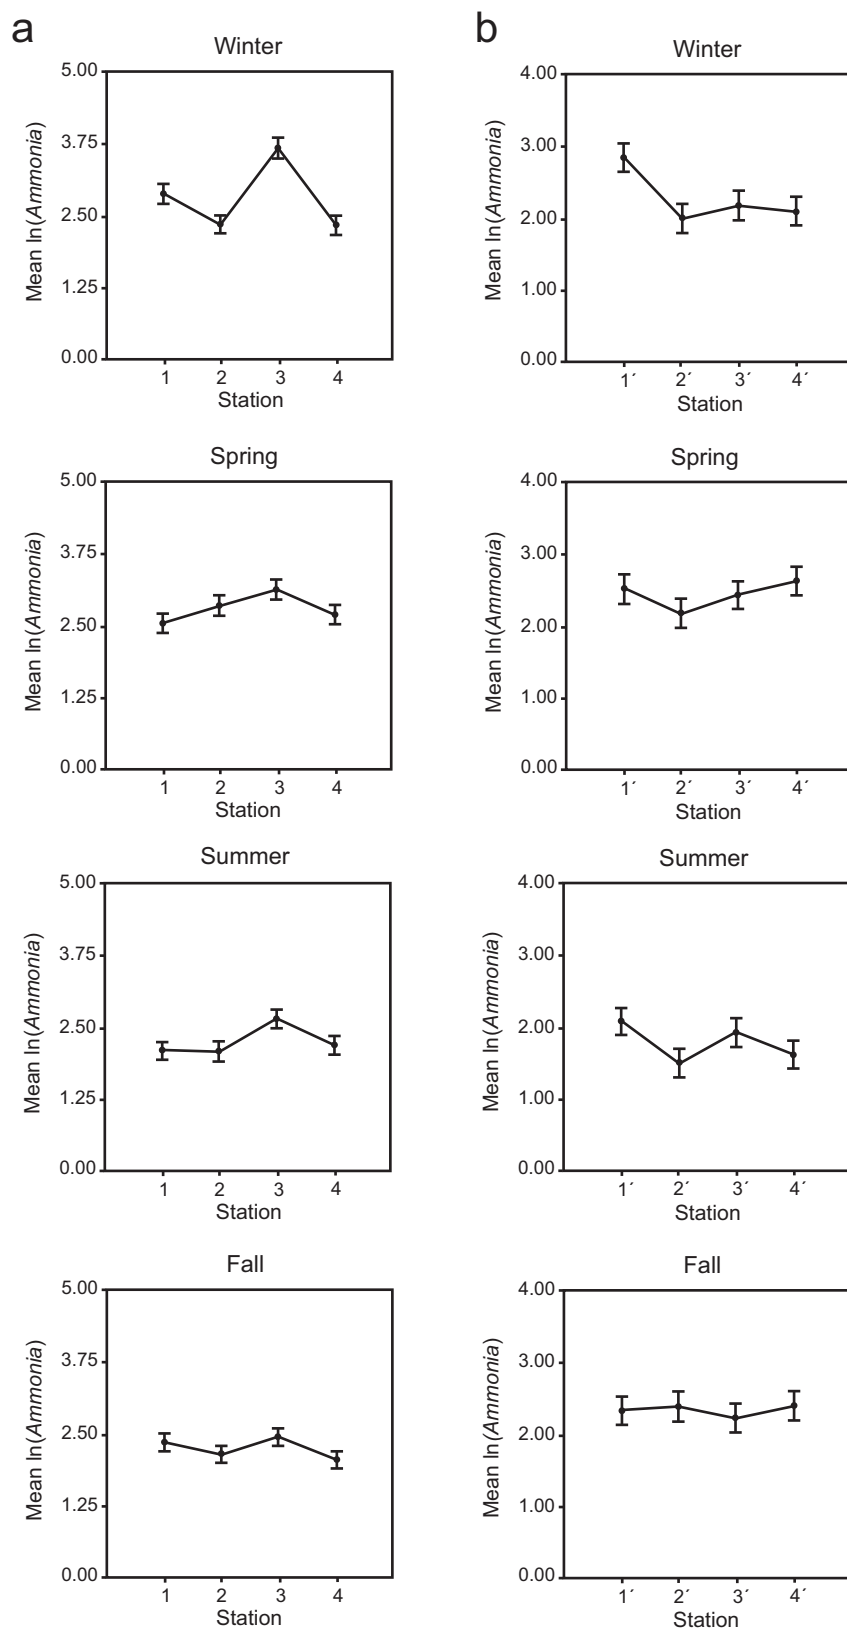 a
Winter
Mean ln(Ammonia)
5.00
3.75
2.50
1.25
0.00
1 2 3 4
Station
Spring
Mean ln(Ammonia)
5.00
3.75
2.50
1.25
0.00
1 2 3 4
Station
Summer
Mean ln(Ammonia)
5.00
3.75
2.50
1.25
0.00
1 2 3 4
Station
Fall
Mean ln(Ammonia)
5.00
3.75
2.50
1.25
0.00
1 2 3 4
Station
b
Winter
Mean ln(Ammonia)
4.00
3.00
2.00
1.00
0.00
1´ 2´ 3´ 4´
Station
Spring
Mean ln(Ammonia)
4.00
3.00
2.00
1.00
0.00
1´ 2´ 3´ 4´
Station
Summer
Mean ln(Ammonia)
4.00
3.00
2.00
1.00
0.00
1´ 2´ 3´ 4´
Station
Fall
Mean ln(Ammonia)
4.00
3.00
2.00
1.00
0.00
1´ 2´ 3´ 4´
Station